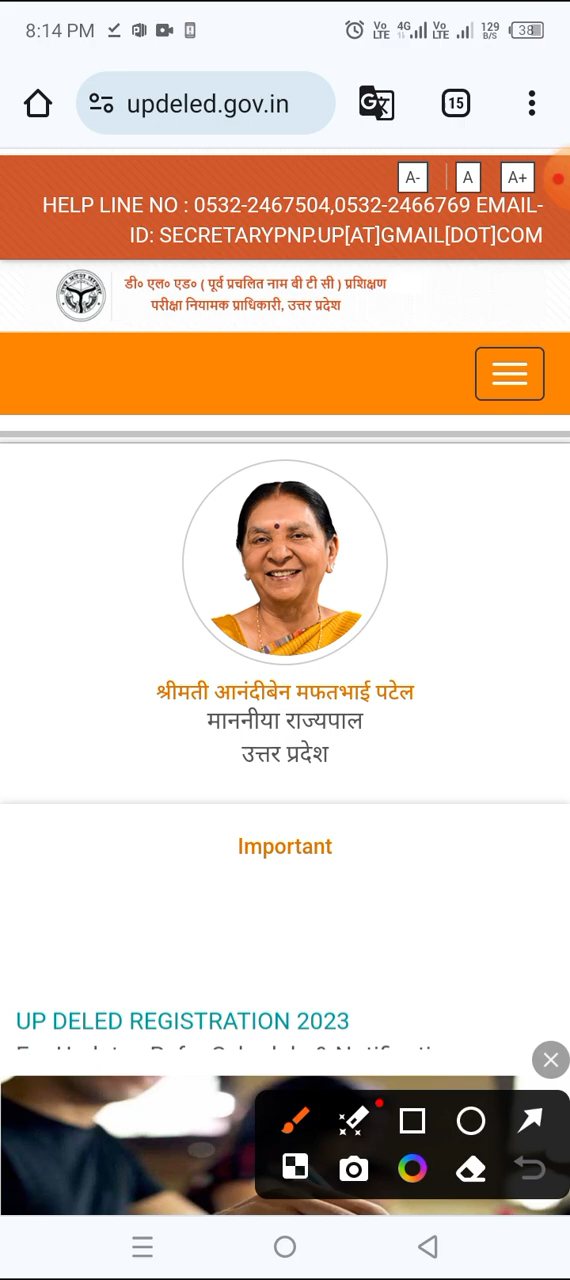 8:14 PM
Vo LTE 4G Vo LTE 129 B/S 38
updeled.gov.in
15
A- A A+
HELP LINE NO : 0532-2467504,0532-2466769 EMAIL-
ID: SECRETARYPNP.UP[AT]GMAIL[DOT]COM
डी० एल० एड० ( पूर्व प्रचलित नाम बी टी सी ) प्रशिक्षण
परीक्षा नियामक प्राधिकारी, उत्तर प्रदेश
श्रीमती आनंदीबेन मफतभाई पटेल
माननीया राज्यपाल
उत्तर प्रदेश
Important
UP DELED REGISTRATION 2023